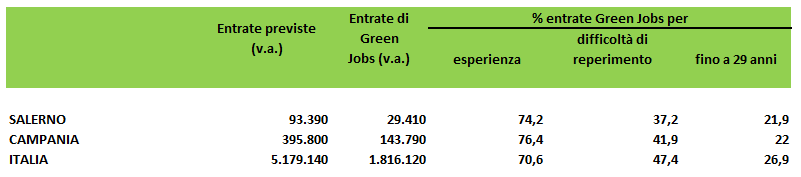 Entrate previste (v.a.)
Entrate di Green Jobs (v.a.)
% entrate Green Jobs per
esperienza
difficoltà di reperimento
fino a 29 anni
SALERNO 93.390 29.410 74,2 37,2 21,9
CAMPANIA 395.800 143.790 76,4 41,9 22
ITALIA 5.179.140 1.816.120 70,6 47,4 26,9